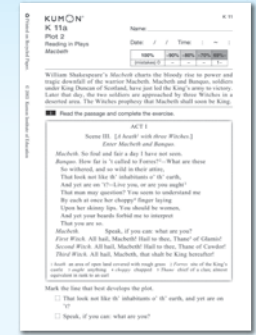 K 11
KUMON
K 11a
Plot 2
Reading in Plays
Macbeth
Name
Date: / / Time: : ~ :
100% ~90% ~80% ~70% 69%~
William Shakespeare's Macbeth charts the bloody rise to power and
tragic downfall of the warrior Macbeth. Macbeth and Banquo, soldiers
under King Duncan of Scotland, have just led the King's army to victory.
Later that day, the two soldiers are approached by three Witches in a
deserted area. The Witches prophesy that Macbeth shall soon be King.
Read the passage and complete the exercise.
ACT I
Scene III. [A heath¹ with three Witches.]
Enter Macbeth and Banquo.
Macbeth. So foul and fair a day I have not seen.
Banquo. How far is 't called to Forres?²—What are these
So withered, and so wild in their attire,
That look not like th' inhabitants o' th' earth,
And yet are on 't?—Live you, or are you aught³
That man may question? You seem to understand me
By each at once her choppy⁴ finger laying
Upon her skinny lips. You should be women,
And yet your beards forbid me to interpret
That you are so.
Macbeth. Speak, if you can: what are you?
First Witch. All hail, Macbeth! Hail to thee, Thane⁵ of Glamis!
Second Witch. All hail, Macbeth! Hail to thee, Thane of Cawdor!
Third Witch. All hail, Macbeth, that shalt be King hereafter!
Mark the line that best develops the plot.
That look not like th' inhabitants o' th' earth, and yet are on
't?
Speak, if you can: what are you?